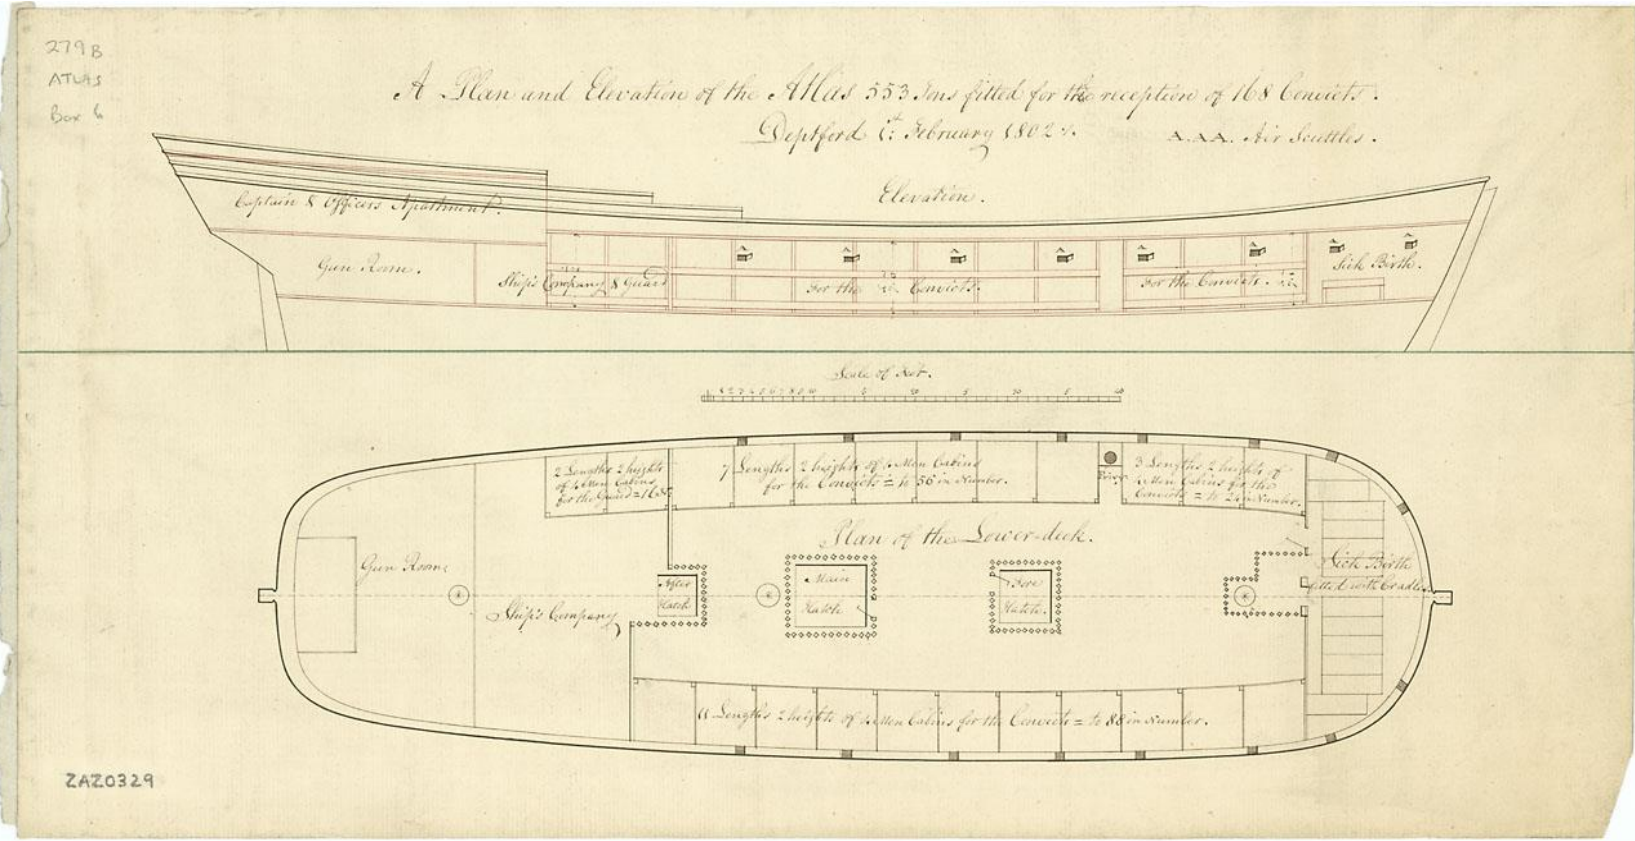 279B
ATLAS
Box 6
A Plan and Elevation of the Atlas 553 Tons fitted for the reception of 168 Convicts.
Deptford 1st February 1802.
A.A.A. Air Scuttles.
Elevation.
Captain & Officers Apartment.
Gun Room.
Ship's Company & Guard
For the Convicts.
For the Convicts.
Sick Birth.
Scale of Feet.
2 Lengths 2 heights
of 4 Men Cabins
for the Guard = 16
7 Lengths 2 heights of 4 Men Cabins
for the Convicts = to 56 in Number.
3 Lengths 2 heights of
4 Men Cabins for the
Convicts = to 24 in Number.
Plan of the Lower-deck.
Gun Room
Ship's Company
After
Hatch
Main
Hatch
Fore
Hatch.
Sick Birth
fitted with Cradles
11 Lengths 2 heights of 4 Men Cabins for the Convicts = to 88 in Number.
ZAZ0329